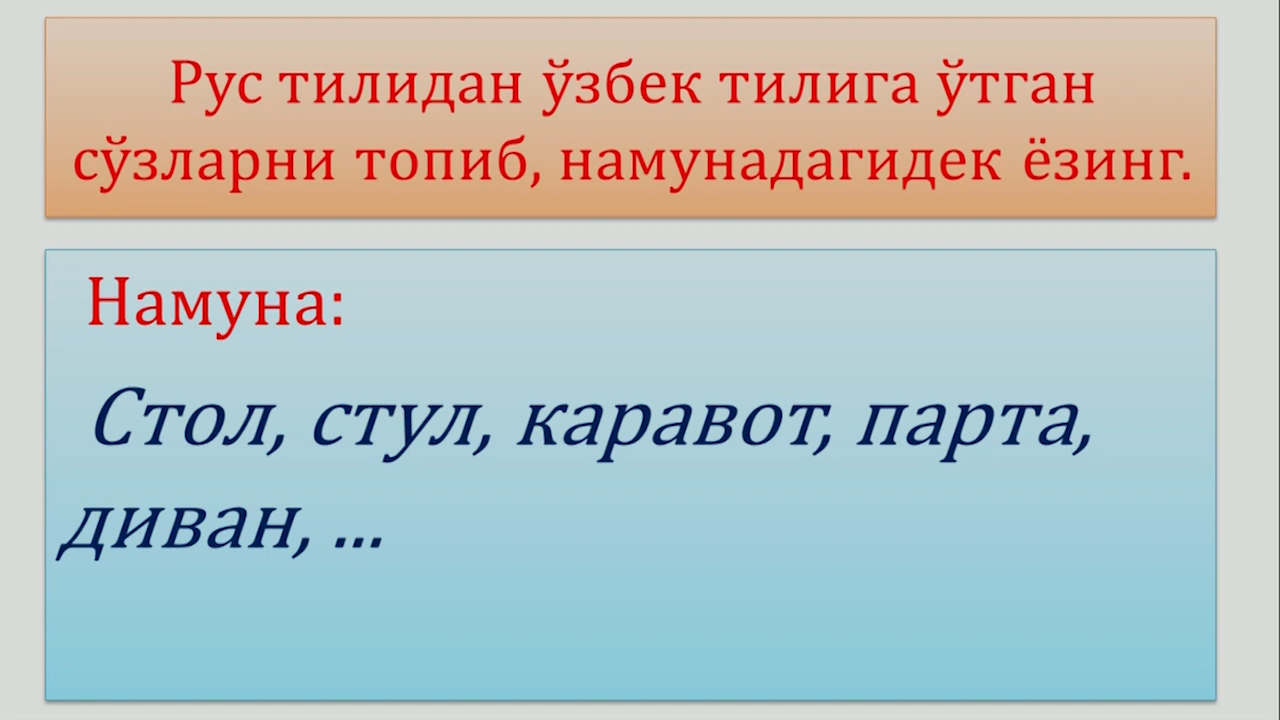 Рус тилидан ўзбек тилига ўтган
сўзларни топиб, намунадагидек ёзинг.
Намуна:
Стол, стул, каравот, парта,
диван, ...